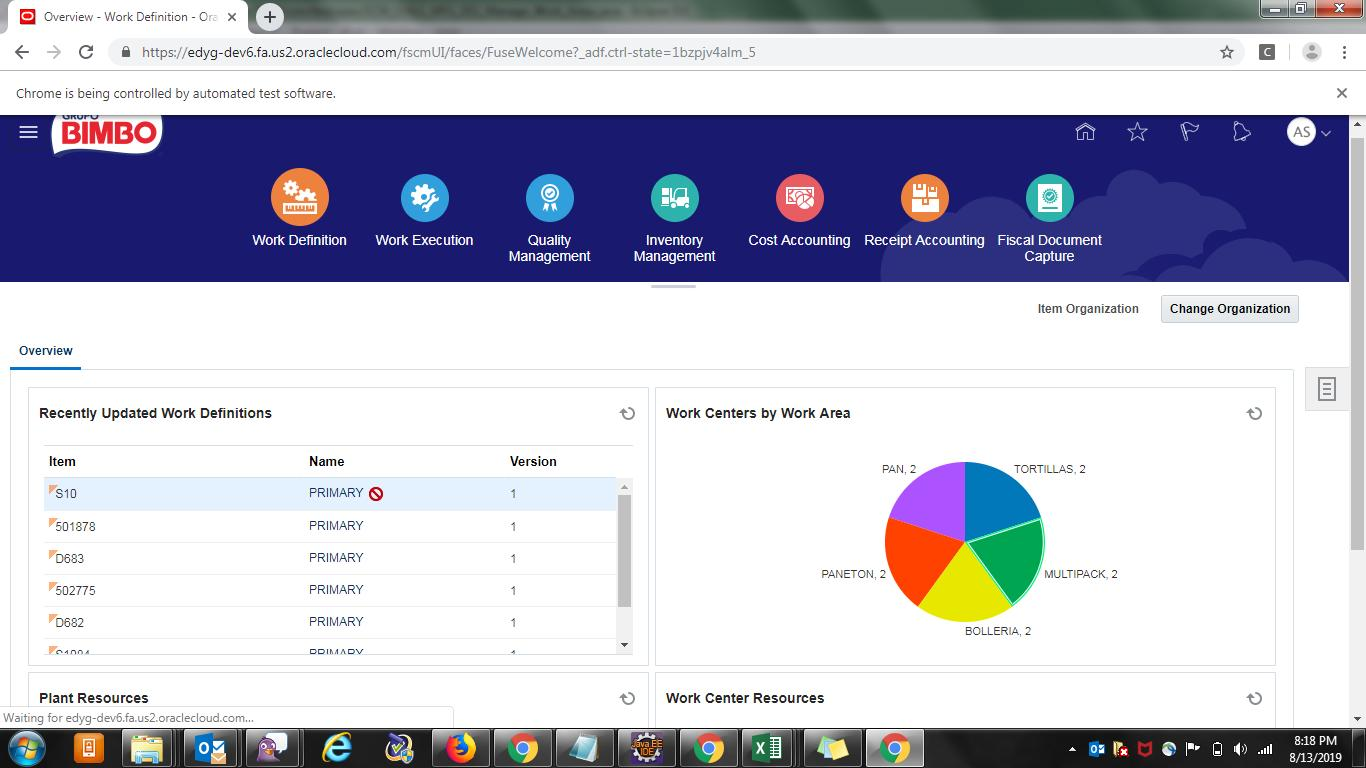 Overview - Work Definition - Ora
https://edyg-dev6.fa.us2.oraclecloud.com/fscmUI/faces/FuseWelcome?_adf.ctrl-state=1bzpjv4alm_5
C
Chrome is being controlled by automated test software.
GRUPO
BIMBO
AS
Work Definition
Work Execution
Quality
Management
Inventory
Management
Cost Accounting
Receipt Accounting
Fiscal Document
Capture
Item Organization
Change Organization
Overview
Recently Updated Work Definitions
Item Name Version
S10 PRIMARY 1
501878 PRIMARY 1
D683 PRIMARY 1
502775 PRIMARY 1
D682 PRIMARY 1
PRIMARY 1
Work Centers by Work Area
PAN, 2
TORTILLAS, 2
PANETON, 2
MULTIPACK, 2
BOLLERIA, 2
Plant Resources
Work Center Resources
Waiting for edyg-dev6.fa.us2.oraclecloud.com...
Java EE
IDE
8:18 PM
8/13/2019